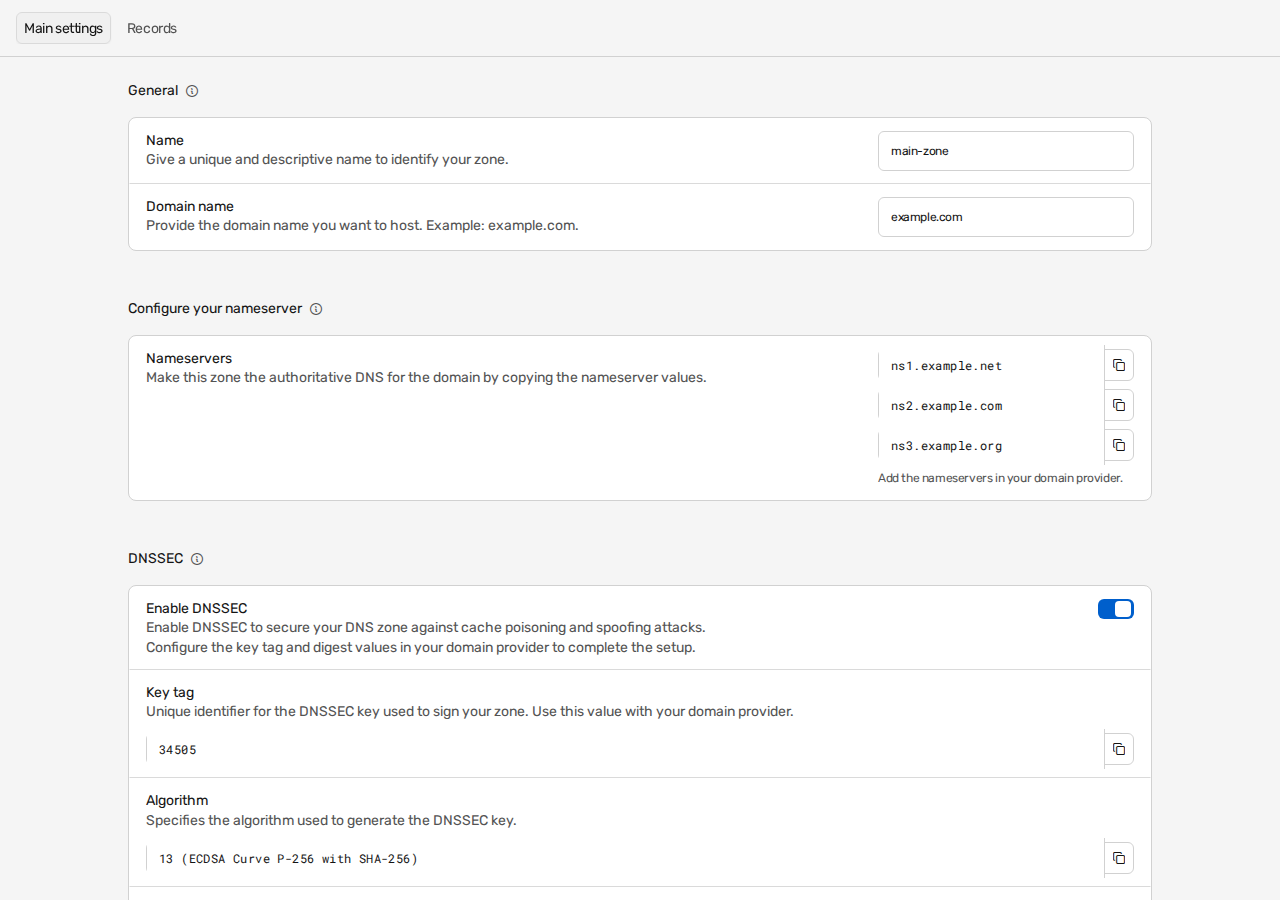 Main settings Records
General
Name
Give a unique and descriptive name to identify your zone.
main-zone
Domain name
Provide the domain name you want to host. Example: example.com.
example.com
Configure your nameserver
Nameservers
Make this zone the authoritative DNS for the domain by copying the nameserver values.
ns1.example.net
ns2.example.com
ns3.example.org
Add the nameservers in your domain provider.
DNSSEC
Enable DNSSEC
Enable DNSSEC to secure your DNS zone against cache poisoning and spoofing attacks.
Configure the key tag and digest values in your domain provider to complete the setup.
Key tag
Unique identifier for the DNSSEC key used to sign your zone. Use this value with your domain provider.
34505
Algorithm
Specifies the algorithm used to generate the DNSSEC key.
13 (ECDSA Curve P-256 with SHA-256)